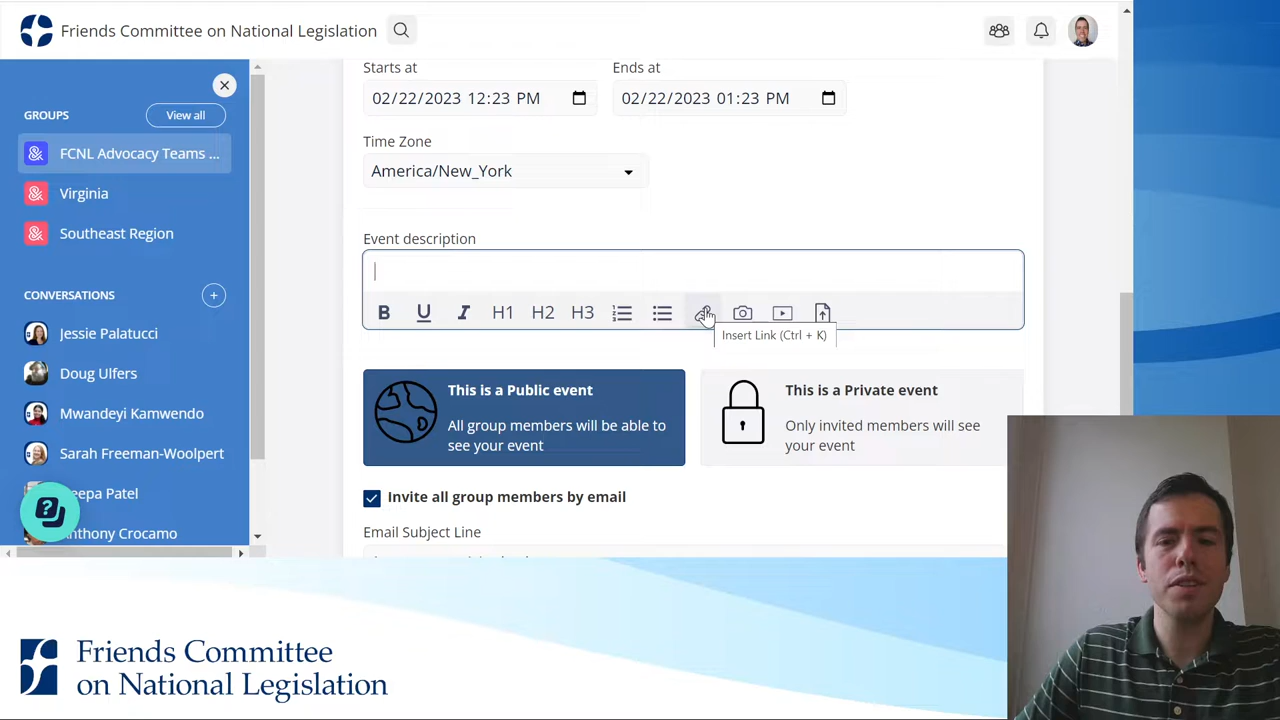 Friends Committee on National Legislation
GROUPS
View all
FCNL Advocacy Teams ...
Virginia
Southeast Region
CONVERSATIONS
Jessie Palatucci
Doug Ulfers
Mwandeyi Kamwendo
Sarah Freeman-Woolpert
Patel
Crocamo
Starts at
Ends at
02/22/2023 12:23 PM
02/22/2023 01:23 PM
Time Zone
America/New_York
Event description
B U I H1 H2 H3
Insert Link (Ctrl + K)
This is a Public event
All group members will be able to
see your event
This is a Private event
Only invited members will see
your event
Invite all group members by email
Email Subject Line
Friends Committee
on National Legislation